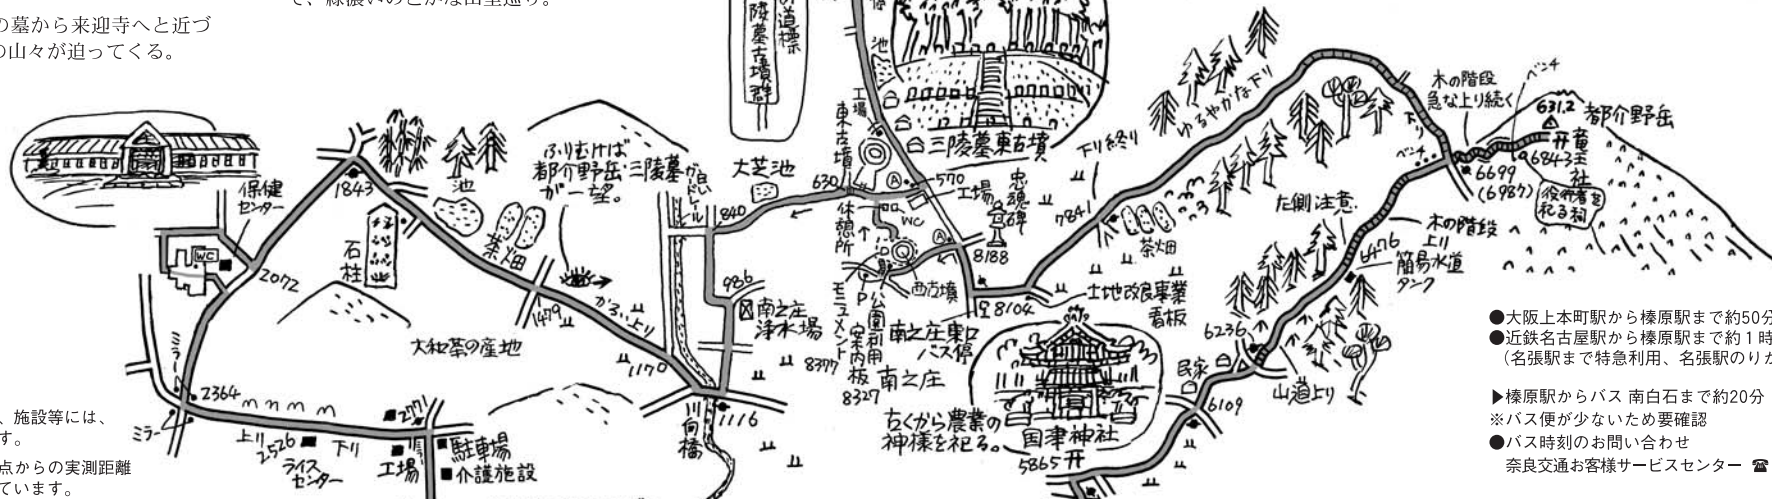 で、緑濃いのどかな山里巡り。
の墓から来迎寺へと近づ
の山々が迫ってくる。
の道標
陵墓古墳群
池
工場
東古墳
三陵墓東古墳
ゆるやかな下り
下り終り
ベンチ
木の階段
急な上り続く
下り
ベンチ
631.2
都介野岳
竜王社
6843
6699
(6987)
役行者を
祀る祠
左側注意
木の階段
上り
6476
簡易水道
タンク
保健
センター
1843
池
ふりむけば
都介野岳・三陵墓
が一望。
白い
ガードレール
大芝池
630
A
570
工場
忠魂碑
WC
休憩所
840
7841
茶畑
石柱
茶畑
WC
2072
A
8188
986
P
西古墳
モニュメント
公園利用
案内板
8377
8327
8104
土地改良事業
看板
南之庄東口
バス停
南之庄
浄水場
南之庄
1479
かるい上り
大和茶の産地
1170
1116
川向橋
ミラー
2364
ミラー
上り
2526
下り
ライス
センター
2771
工場
駐車場
介護施設
古くから農業の
神様を祀る。
国津神社
5865
6236
民家
6109
山道上り
、施設等には、
す。
点からの実測距離
ています。
●大阪上本町駅から榛原駅まで約50分
●近鉄名古屋駅から榛原駅まで約1時
（名張駅まで特急利用、名張駅のりか
▶榛原駅からバス 南白石まで約20分
※バス便が少ないため要確認
●バス時刻のお問い合わせ
奈良交通お客様サービスセンター ☎